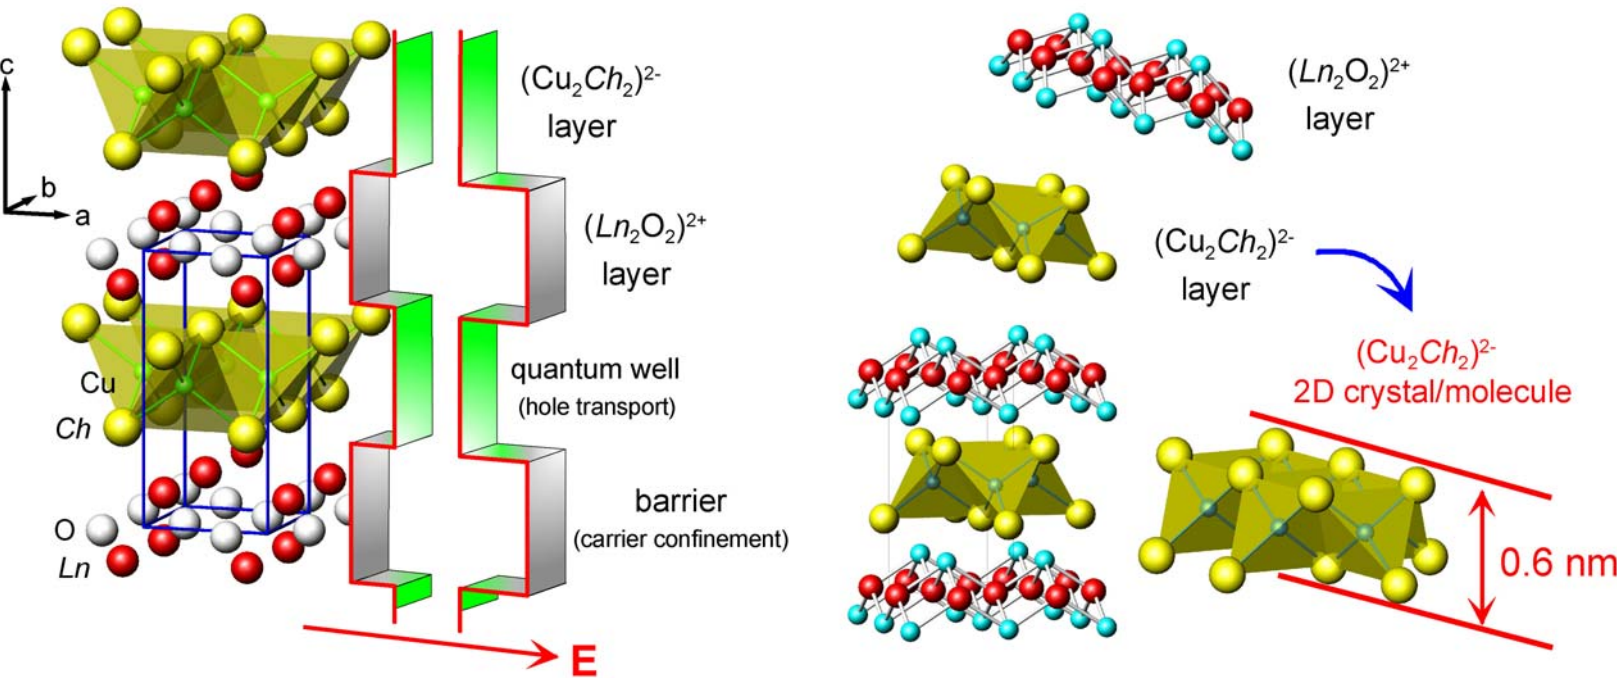 c
b
a
(Cu₂Ch₂)²⁻
layer
(Ln₂O₂)²⁺
layer
Cu
Ch
quantum well
(hole transport)
O
Ln
barrier
(carrier confinement)
E
(Ln₂O₂)²⁺
layer
(Cu₂Ch₂)²⁻
layer
(Cu₂Ch₂)²⁻
2D crystal/molecule
0.6 nm